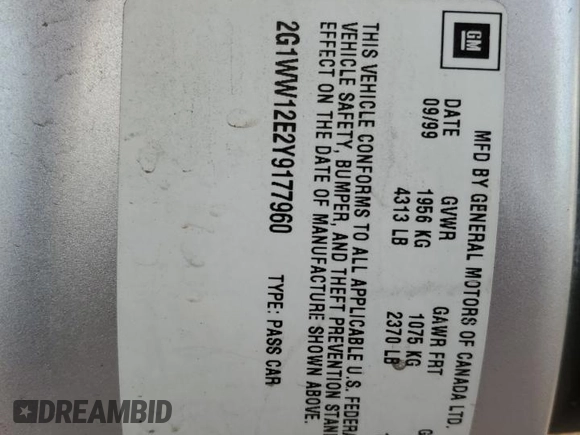 GM
MFD BY GENERAL MOTORS OF CANADA LTD.
DATE GVWR GAWR FRT G
09/99 1956 KG 1075 KG
4313 LB 2370 LB
THIS VEHICLE CONFORMS TO ALL APPLICABLE U.S. FEDERA
VEHICLE SAFETY, BUMPER, AND THEFT PREVENTION STAN
EFFECT ON THE DATE OF MANUFACTURE SHOWN ABOVE.
2G1WW12E2Y9177960 TYPE: PASS CAR
DREAMBID